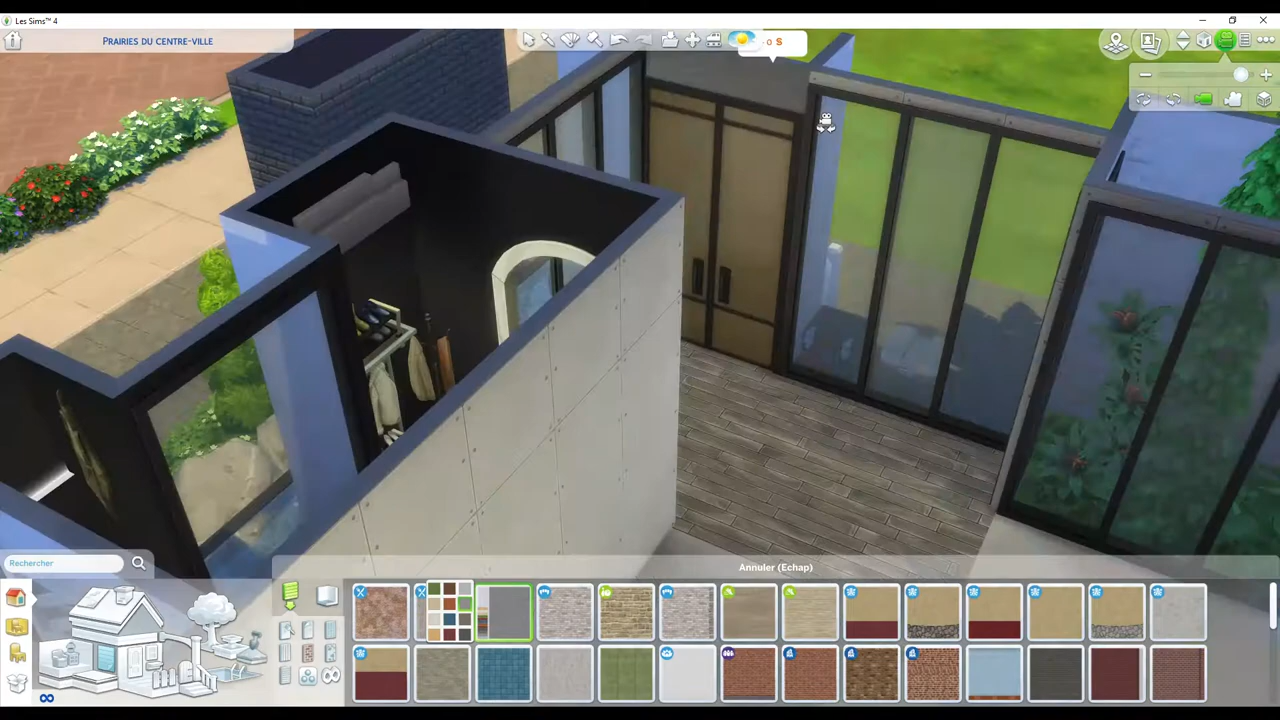 Les Sims™ 4
PRAIRIES DU CENTRE-VILLE
0 S
Rechercher
Annuler (Echap)